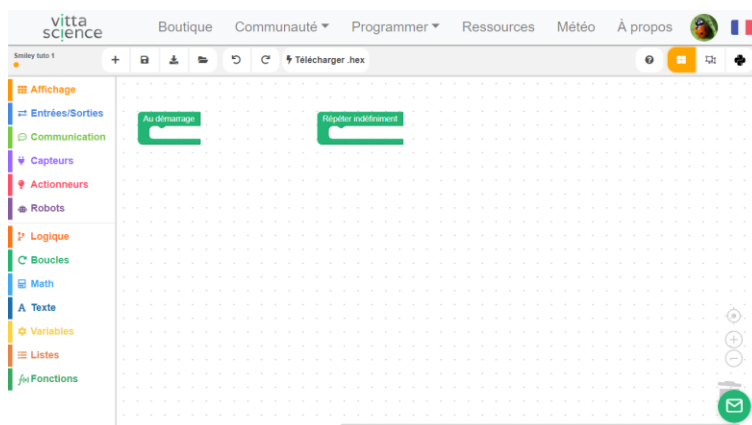 vitta
science
Boutique Communauté Programmer Ressources Météo À propos
Smiley tuto 1
Télécharger .hex
Affichage
Entrées/Sorties
Communication
Capteurs
Actionneurs
Robots
Logique
Boucles
Math
A Texte
Variables
Listes
f(x) Fonctions
Au démarrage
Répéter indéfiniment